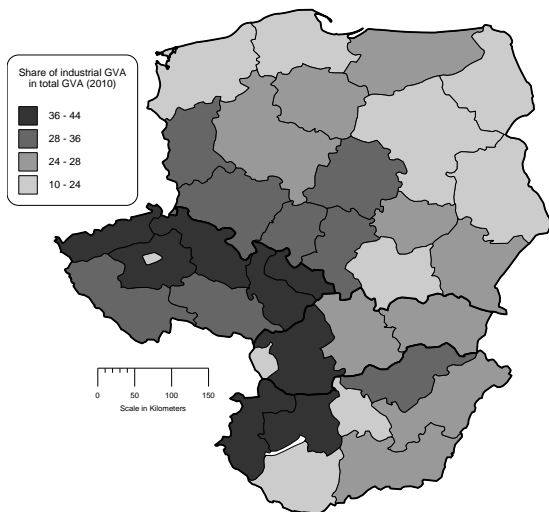 Share of industrial GVA
in total GVA (2010)
36 - 44
28 - 36
24 - 28
10 - 24
0 50 100 150
Scale in Kilometers